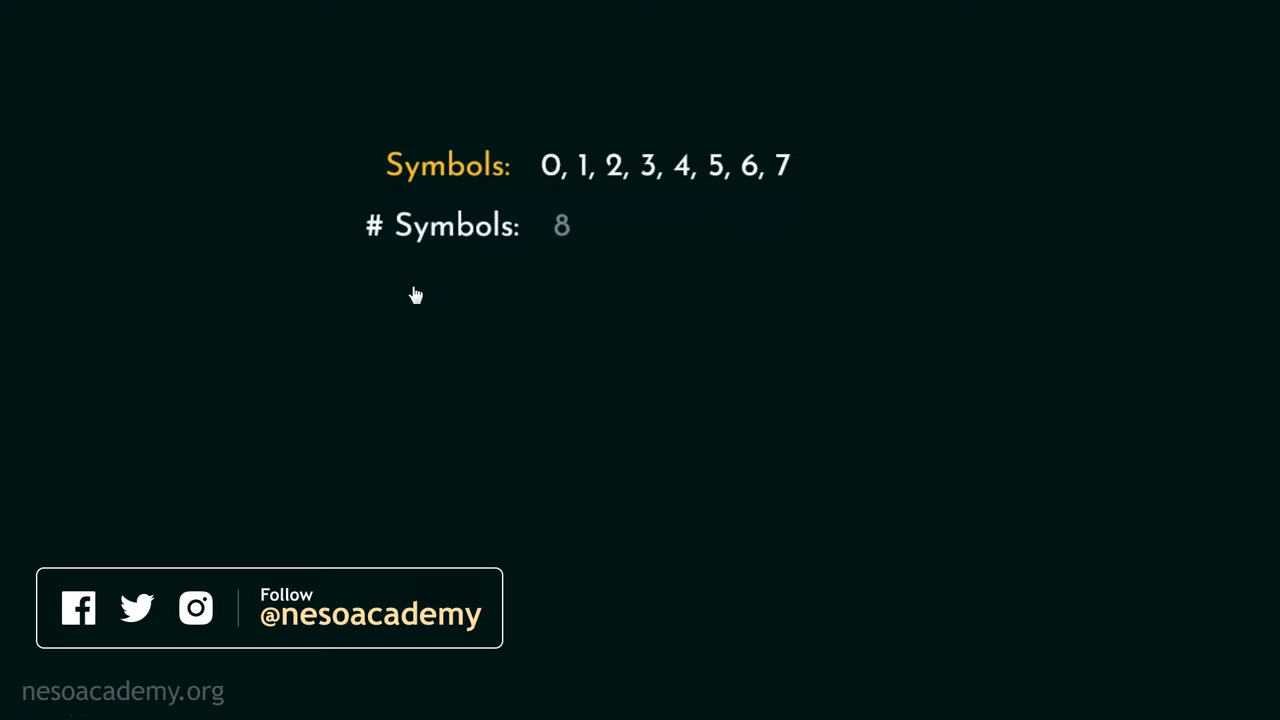 Symbols: 0, 1, 2, 3, 4, 5, 6, 7
# Symbols: 8
Follow
@nesoacademy
nesoacademy.org